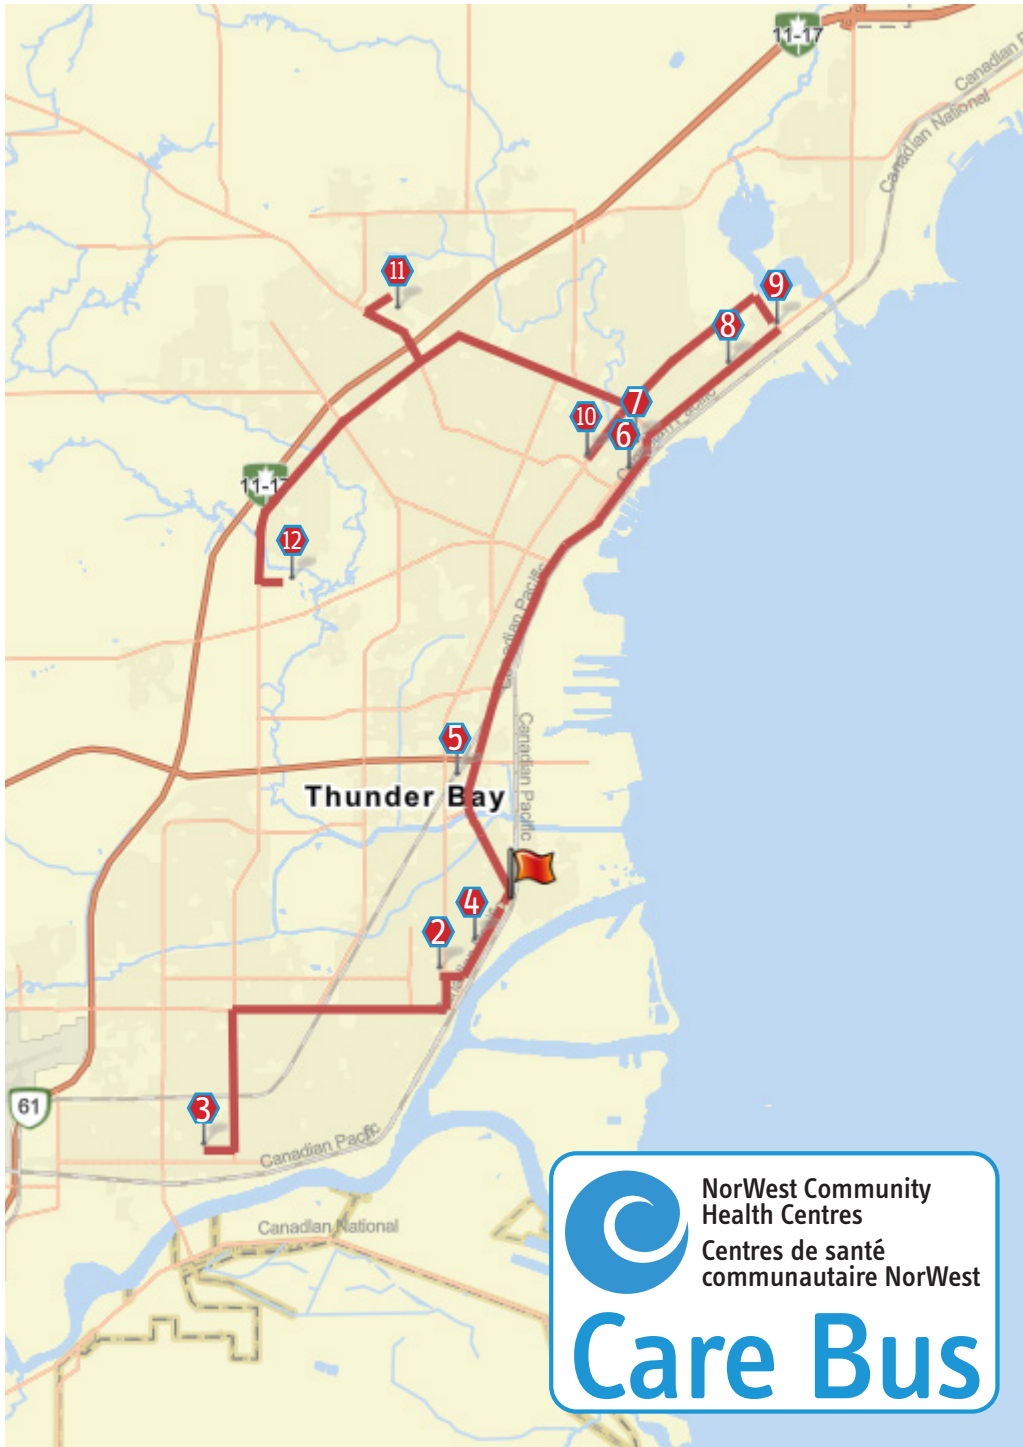 11-17
Canadian P
Canadian National
11
9
8
7
10
6
Canadian Pacific
11-17
12
Canadian Pacific
5
Canadian Pacific
Thunder Bay
4
2
3
61
Canadian Pacific
Canadian National
NorWest Community
Health Centres
Centres de santé
communautaire NorWest
Care Bus